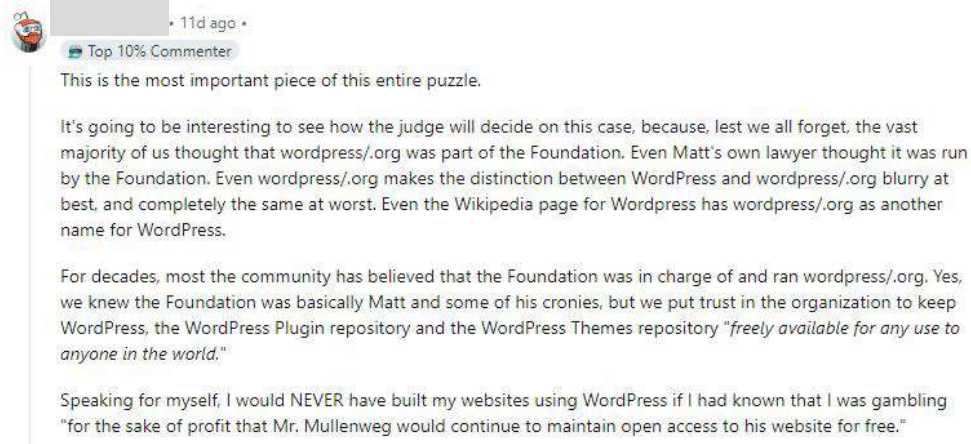 • 11d ago •
Top 10% Commenter
This is the most important piece of this entire puzzle.
It's going to be interesting to see how the judge will decide on this case, because, lest we all forget, the vast
majority of us thought that wordpress/.org was part of the Foundation. Even Matt's own lawyer thought it was run
by the Foundation. Even wordpress/.org makes the distinction between WordPress and wordpress/.org blurry at
best, and completely the same at worst. Even the Wikipedia page for Wordpress has wordpress/.org as another
name for WordPress.
For decades, most the community has believed that the Foundation was in charge of and ran wordpress/.org. Yes,
we knew the Foundation was basically Matt and some of his cronies, but we put trust in the organization to keep
WordPress, the WordPress Plugin repository and the WordPress Themes repository "freely available for any use to
anyone in the world."
Speaking for myself, I would NEVER have built my websites using WordPress if I had known that I was gambling
"for the sake of profit that Mr. Mullenweg would continue to maintain open access to his website for free."